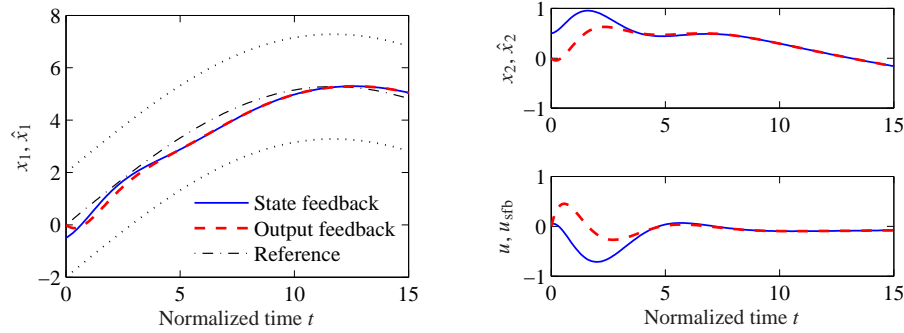 8
6
4
2
0
−2
x₁, x̂₁
State feedback
Output feedback
Reference
0 5 10 15
Normalized time t
1
0
−1
x₂, x̂₂
0 5 10 15
1
0
−1
u, u_sfb
0 5 10 15
Normalized time t